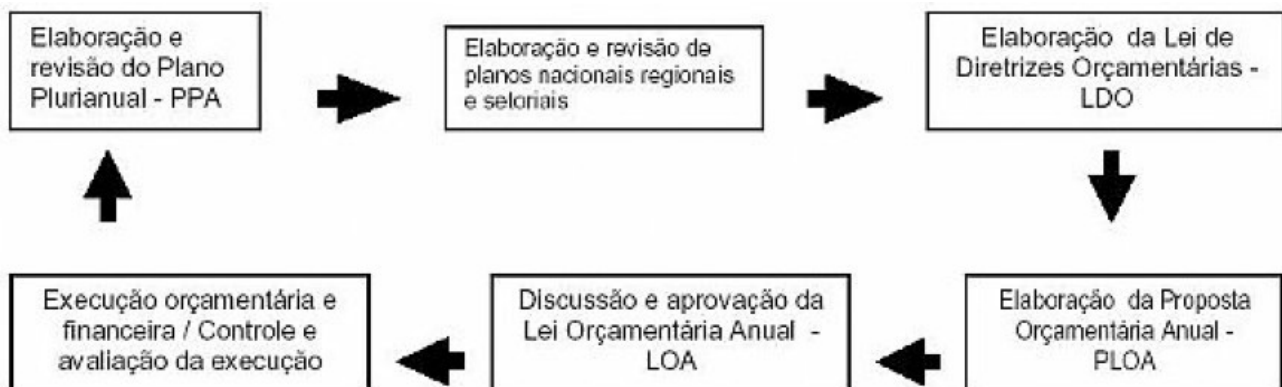 Elaboração e
revisão do Plano
Plurianual - PPA
Elaboração e revisão de
planos nacionais regionais
e setoriais
Elaboração da Lei de
Diretrizes Orçamentárias -
LDO
Elaboração da Proposta
Orçamentária Anual -
PLOA
Discussão e aprovação da
Lei Orçamentária Anual -
LOA
Execução orçamentária e
financeira / Controle e
avaliação da execução